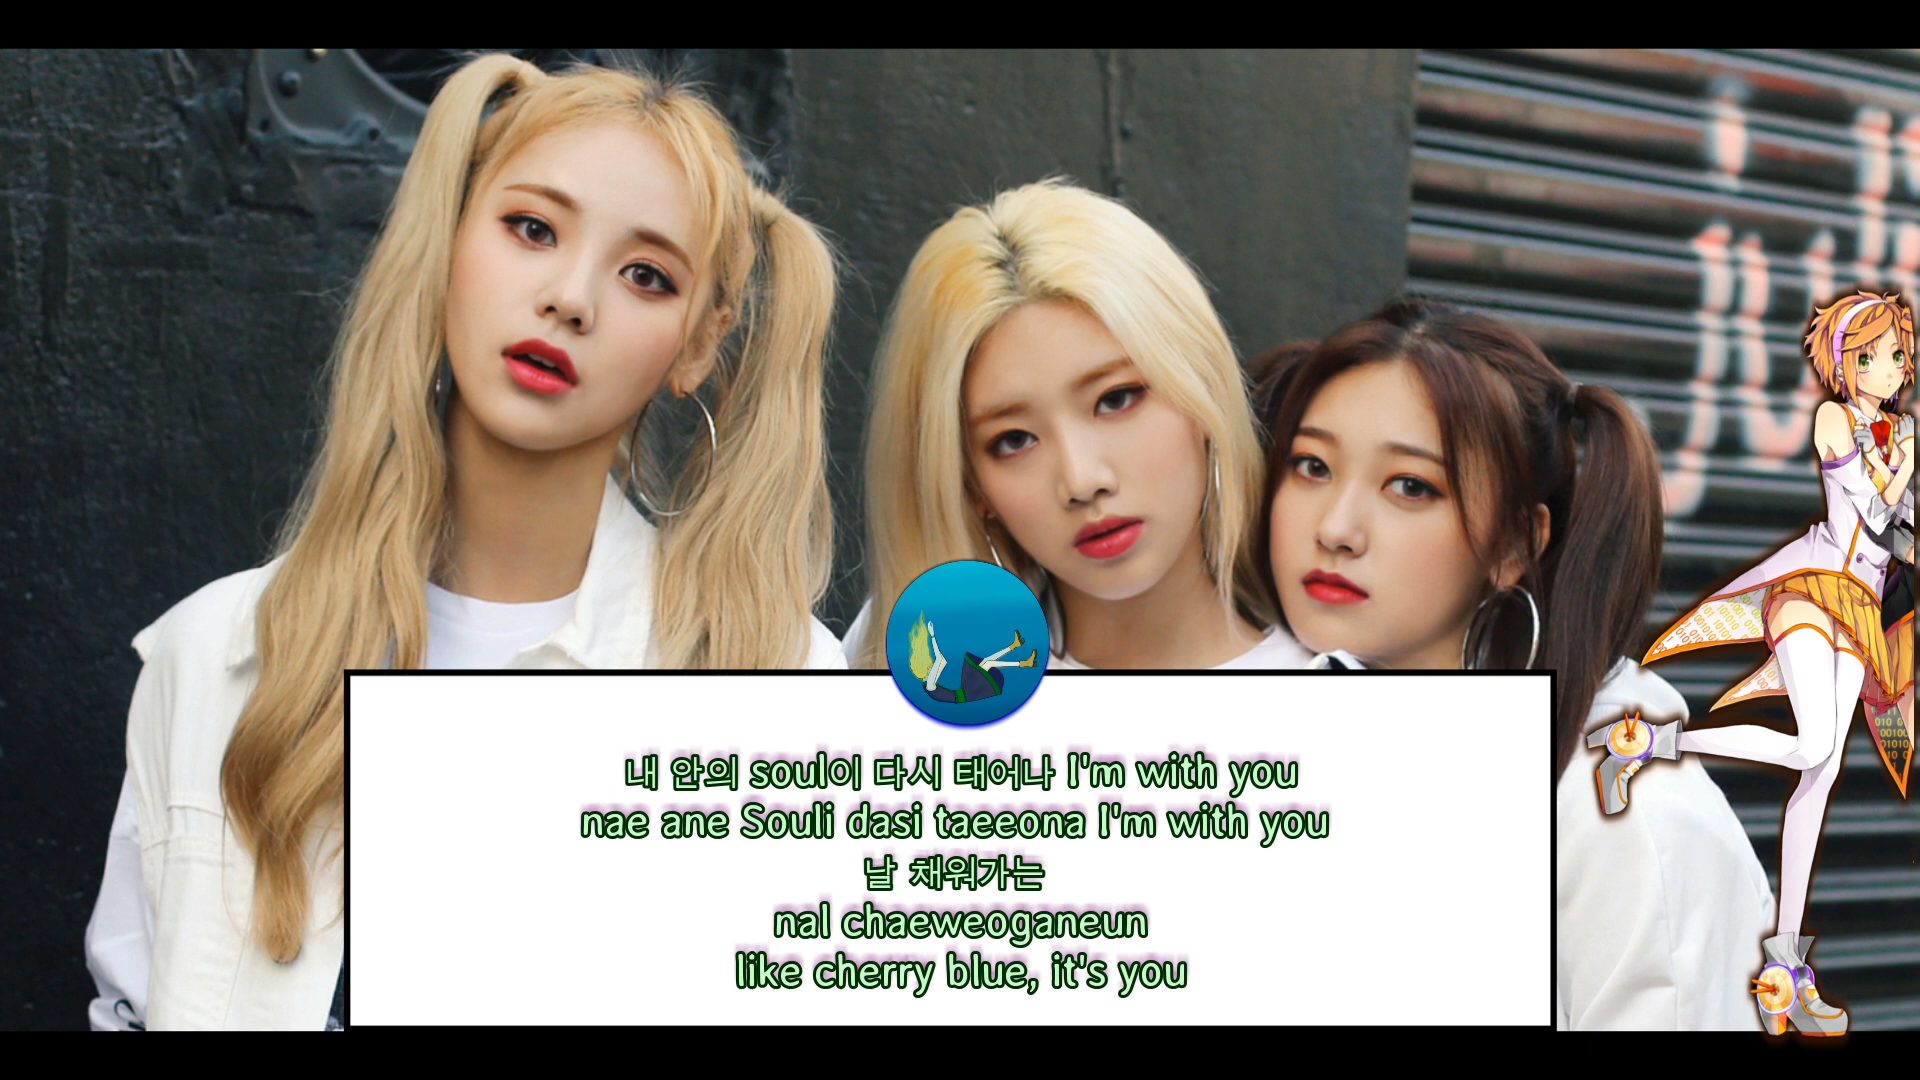 내 안의 soul이 다시 태어나 I'm with you
nae ane Souli dasi taeeona I'm with you
날 채워가는
nal chaeweoganeun
like cherry blue, it's you